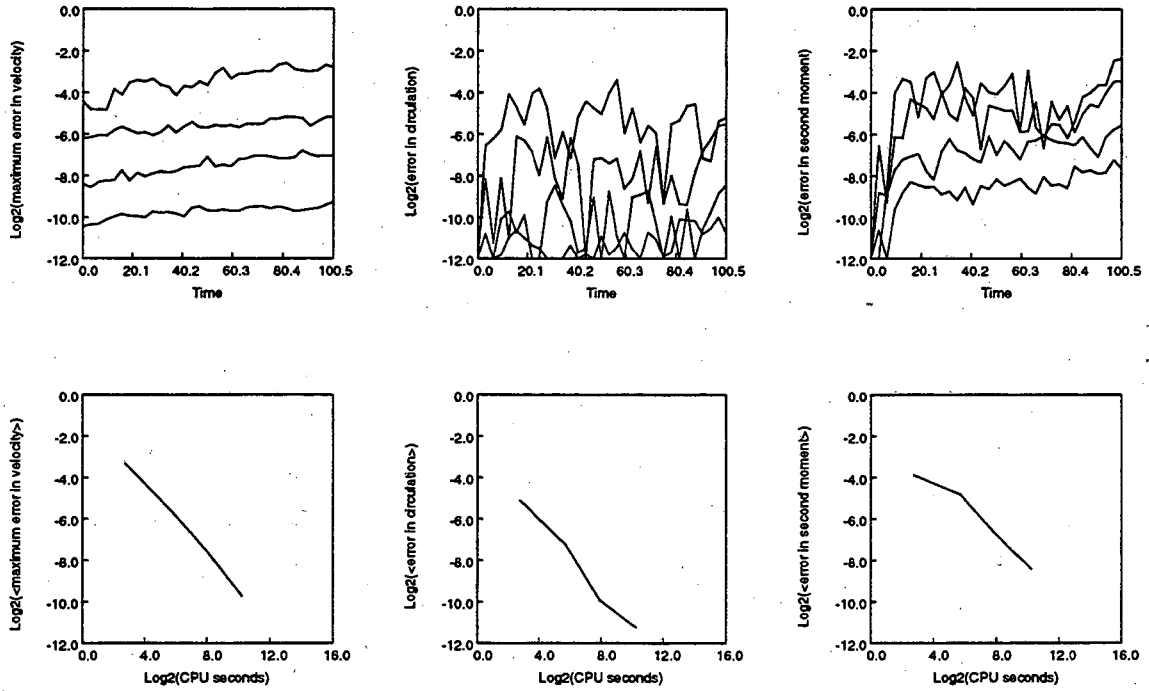 0.0
-2.0
-4.0
-6.0
-8.0
-10.0
-12.0
0.0 20.1 40.2 60.3 80.4 100.5
Time
Log2(maximum error in velocity)
0.0
-2.0
-4.0
-6.0
-8.0
-10.0
-12.0
0.0 20.1 40.2 60.3 80.4 100.5
Time
Log2(error in circulation)
0.0
-2.0
-4.0
-6.0
-8.0
-10.0
-12.0
0.0 20.1 40.2 60.3 80.4 100.5
Time
Log2(error in second moment)
0.0
-2.0
-4.0
-6.0
-8.0
-10.0
-12.0
0.0 4.0 8.0 12.0 16.0
Log2(CPU seconds)
Log2(<maximum error in velocity>)
0.0
-2.0
-4.0
-6.0
-8.0
-10.0
-12.0
0.0 4.0 8.0 12.0 16.0
Log2(CPU seconds)
Log2(<error in circulation>)
0.0
-2.0
-4.0
-6.0
-8.0
-10.0
-12.0
0.0 4.0 8.0 12.0 16.0
Log2(CPU seconds)
Log2(<error in second moment>)